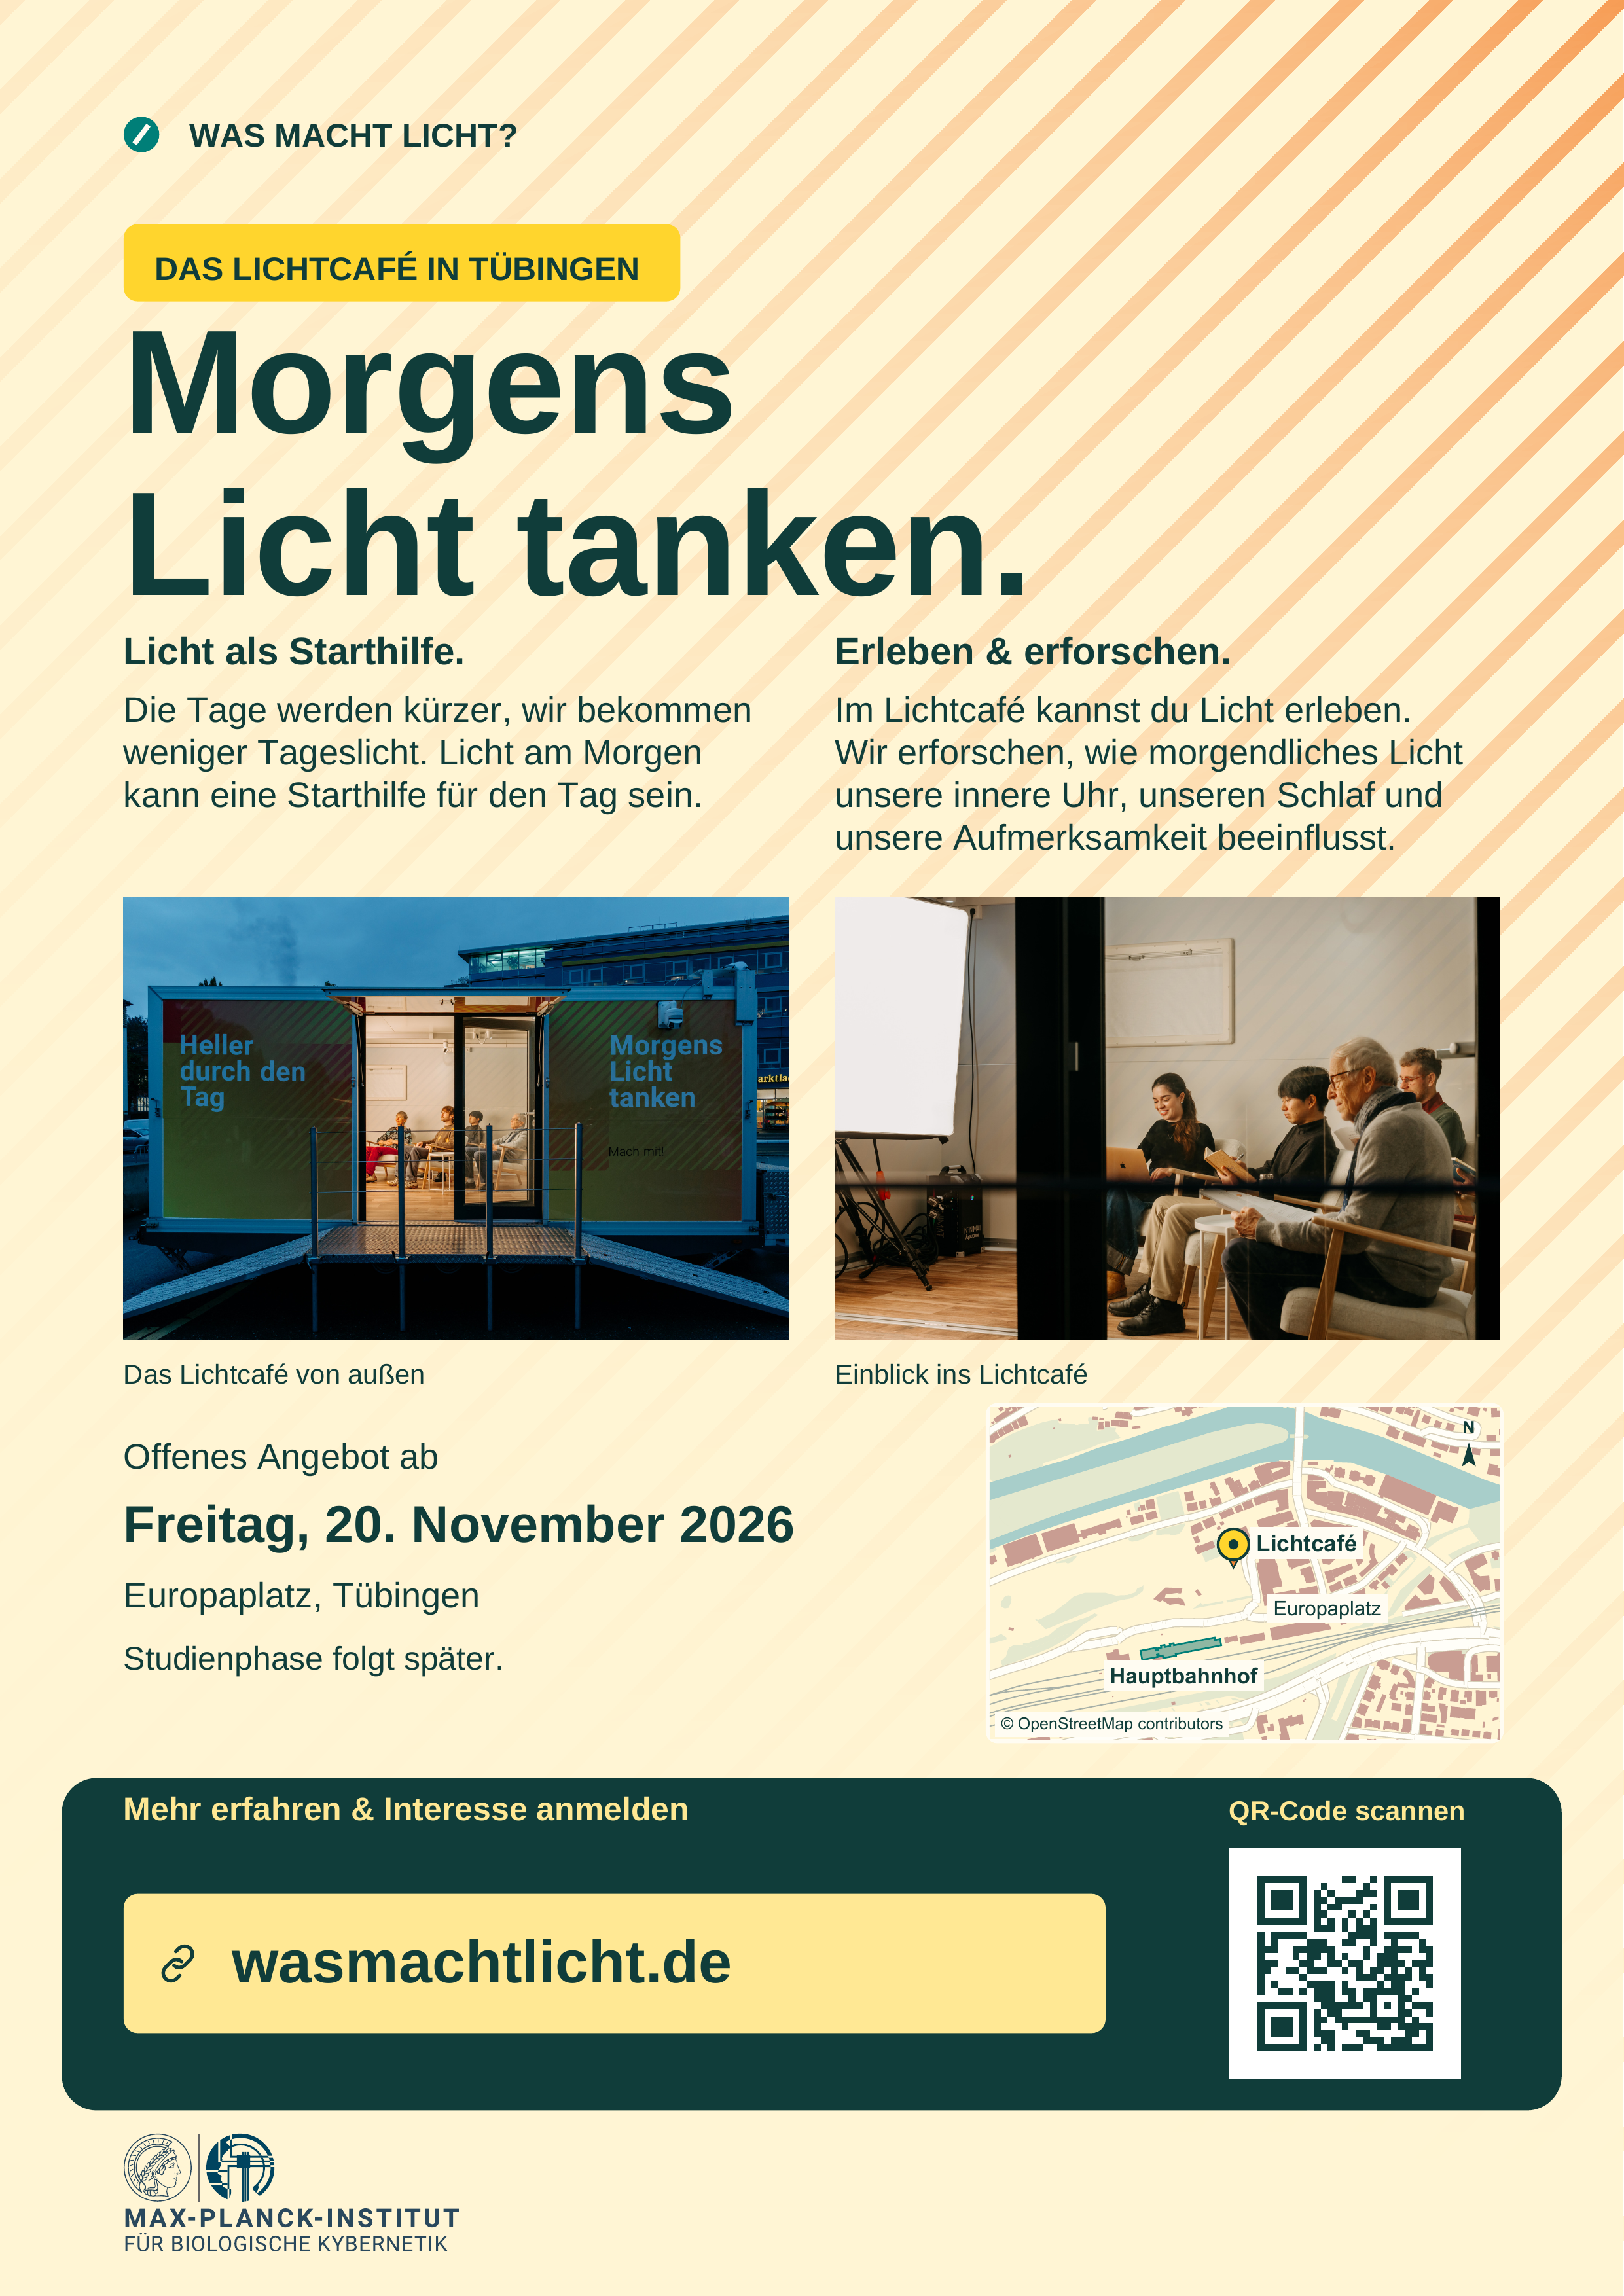 WAS MACHT LICHT?
DAS LICHTCAFÉ IN TÜBINGEN
Morgens
Licht tanken.
Licht als Starthilfe.
Die Tage werden kürzer, wir bekommen
weniger Tageslicht. Licht am Morgen
kann eine Starthilfe für den Tag sein.
Erleben & erforschen.
Im Lichtcafé kannst du Licht erleben.
Wir erforschen, wie morgendliches Licht
unsere innere Uhr, unseren Schlaf und
unsere Aufmerksamkeit beeinflusst.
Heller
durch den
Tag
Morgens
Licht
tanken
Mach mit!
arktla
Das Lichtcafé von außen
Einblick ins Lichtcafé
Offenes Angebot ab
Freitag, 20. November 2026
Europaplatz, Tübingen
Studienphase folgt später.
N
Lichtcafé
Europaplatz
Hauptbahnhof
© OpenStreetMap contributors
Mehr erfahren & Interesse anmelden
QR-Code scannen
wasmachtlicht.de
MAX-PLANCK-INSTITUT
FÜR BIOLOGISCHE KYBERNETIK